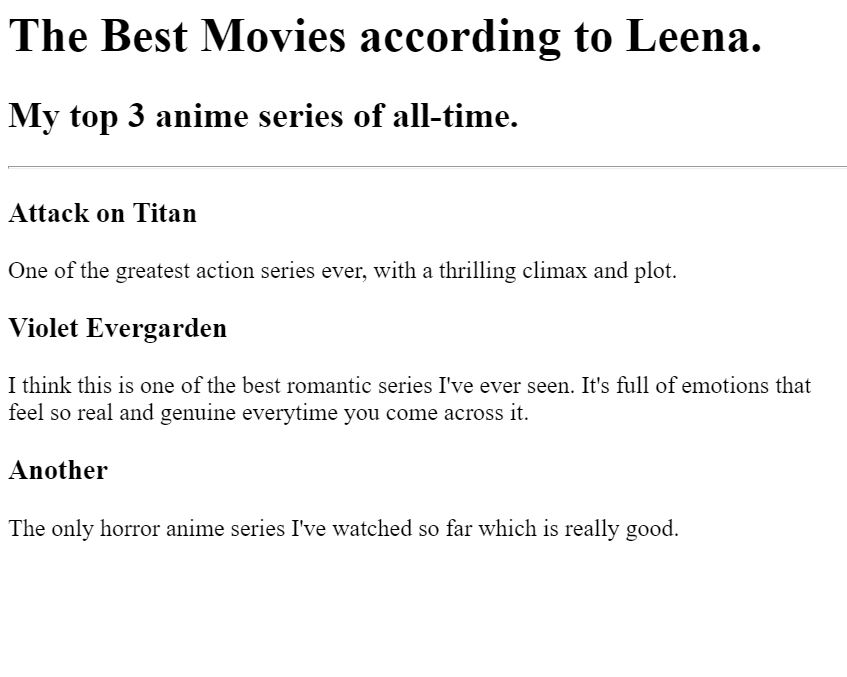 The Best Movies according to Leena.
My top 3 anime series of all-time.
Attack on Titan
One of the greatest action series ever, with a thrilling climax and plot.
Violet Evergarden
I think this is one of the best romantic series I've ever seen. It's full of emotions that
feel so real and genuine everytime you come across it.
Another
The only horror anime series I've watched so far which is really good.